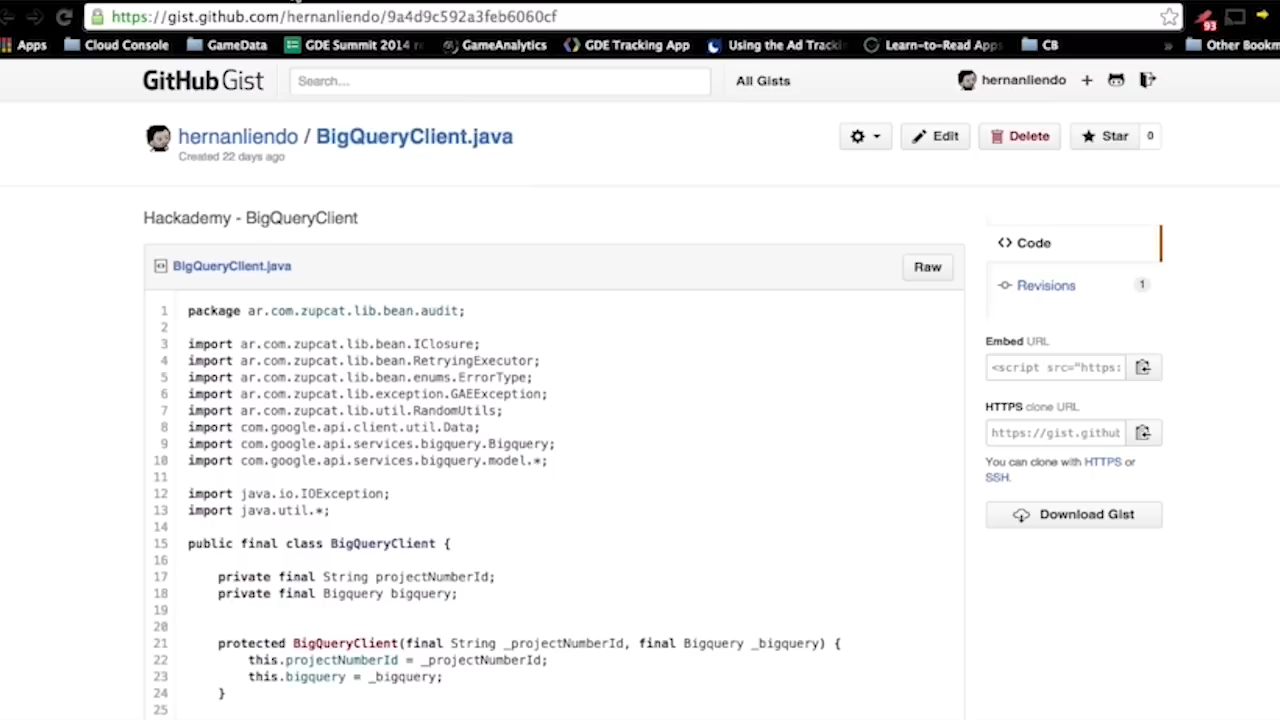 https://gist.github.com/hernanliendo/9a4d9c592a3feb6060cf
93
Apps Cloud Console GameData GDE Summit 2014 GameAnalytics GDE Tracking App Using the Ad Tracki Learn-to-Read Apps CB » Other Bookm
GitHub Gist Search... All Gists hernanliendo +
hernanliendo / BigQueryClient.java Edit Delete Star 0
Created 22 days ago
Hackademy - BigQueryClient
<> Code
BigQueryClient.java Raw
Revisions 1
1 package ar.com.zupcat.lib.bean.audit;
2
3 import ar.com.zupcat.lib.bean.IClosure;
4 import ar.com.zupcat.lib.bean.RetryingExecutor;
5 import ar.com.zupcat.lib.bean.enums.ErrorType;
6 import ar.com.zupcat.lib.exception.GAEException;
7 import ar.com.zupcat.lib.util.RandomUtils;
8 import com.google.api.client.util.Data;
9 import com.google.api.services.bigquery.Bigquery;
10 import com.google.api.services.bigquery.model.*;
11
12 import java.io.IOException;
13 import java.util.*;
14
15 public final class BigQueryClient {
16
17 private final String projectNumberId;
18 private final Bigquery bigquery;
19
20
21 protected BigQueryClient(final String _projectNumberId, final Bigquery _bigquery) {
22 this.projectNumberId = _projectNumberId;
23 this.bigquery = _bigquery;
24 }
25
Embed URL
<script src="https:
HTTPS clone URL
https://gist.githut
You can clone with HTTPS or
SSH.
Download Gist